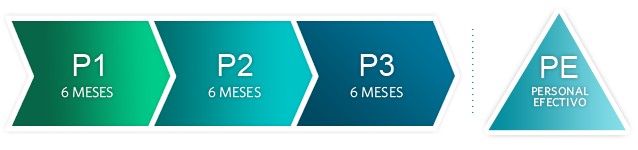 P1
6 MESES
P2
6 MESES
P3
6 MESES
PE
PERSONAL
EFECTIVO